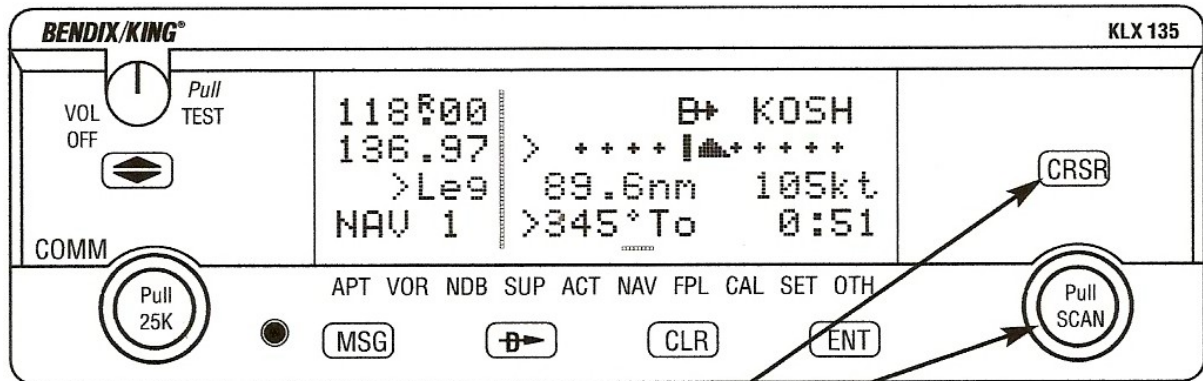 BENDIX/KING®
KLX 135
Pull
TEST
VOL
OFF
COMM
Pull
25K
118R.00
136.97
>Leg
NAV 1
D KOSH
>
89.6nm 105kt
>345°To 0:51
CRSR
Pull
SCAN
APT VOR NDB SUP ACT NAV FPL CAL SET OTH
MSG
D
CLR
ENT